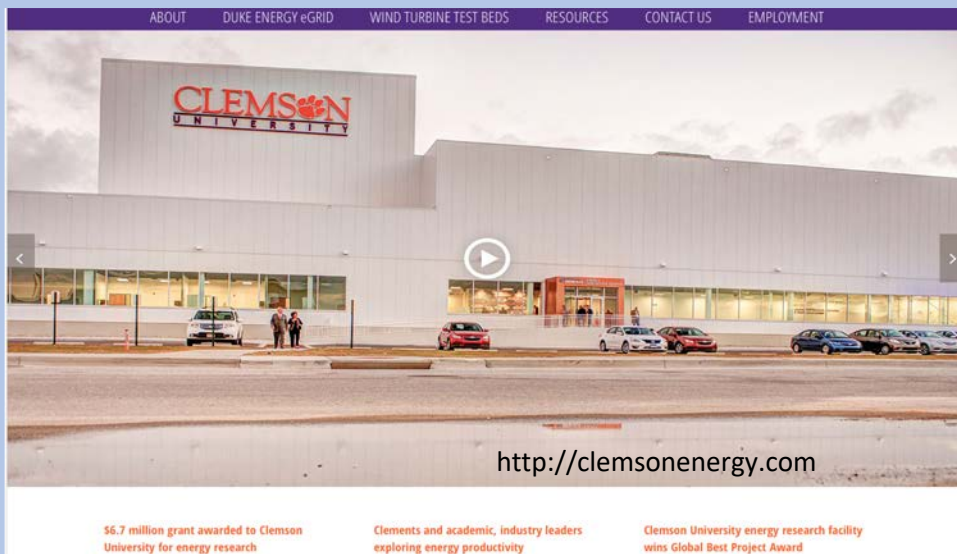 ABOUT DUKE ENERGY eGRID WIND TURBINE TEST BEDS RESOURCES CONTACT US EMPLOYMENT
CLEMSON
UNIVERSITY
http://clemsonenergy.com
$6.7 million grant awarded to Clemson
University for energy research
Clements and academic, industry leaders
exploring energy productivity
Clemson University energy research facility
wins Global Best Project Award